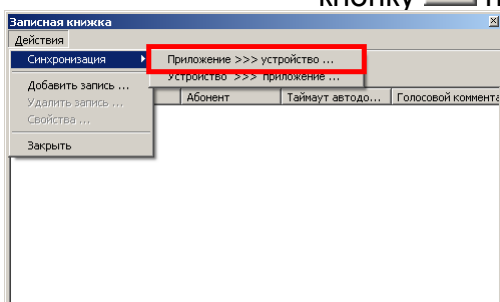 кнопку
Записная книжка
Действия
Синхронизация
Приложение >>> устройство ...
Устройство >>> приложение ...
Добавить запись ...
Удалить запись ...
Свойства ...
Закрыть
Абонент Таймаут автодо... Голосовой коммента